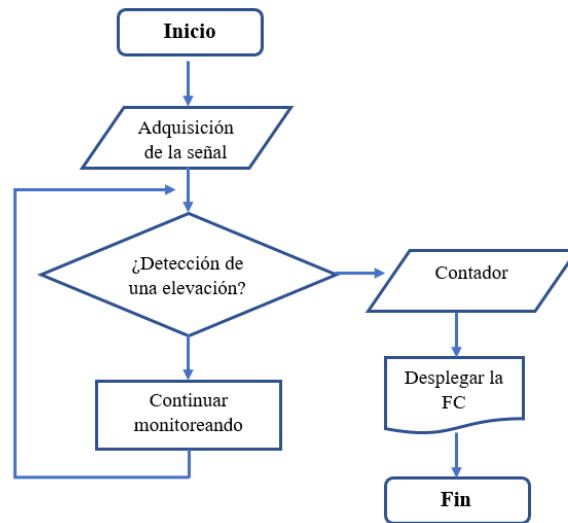 Inicio
Adquisición
de la señal
¿Detección de
una elevación?
Contador
Continuar
monitoreando
Desplegar la
FC
Fin